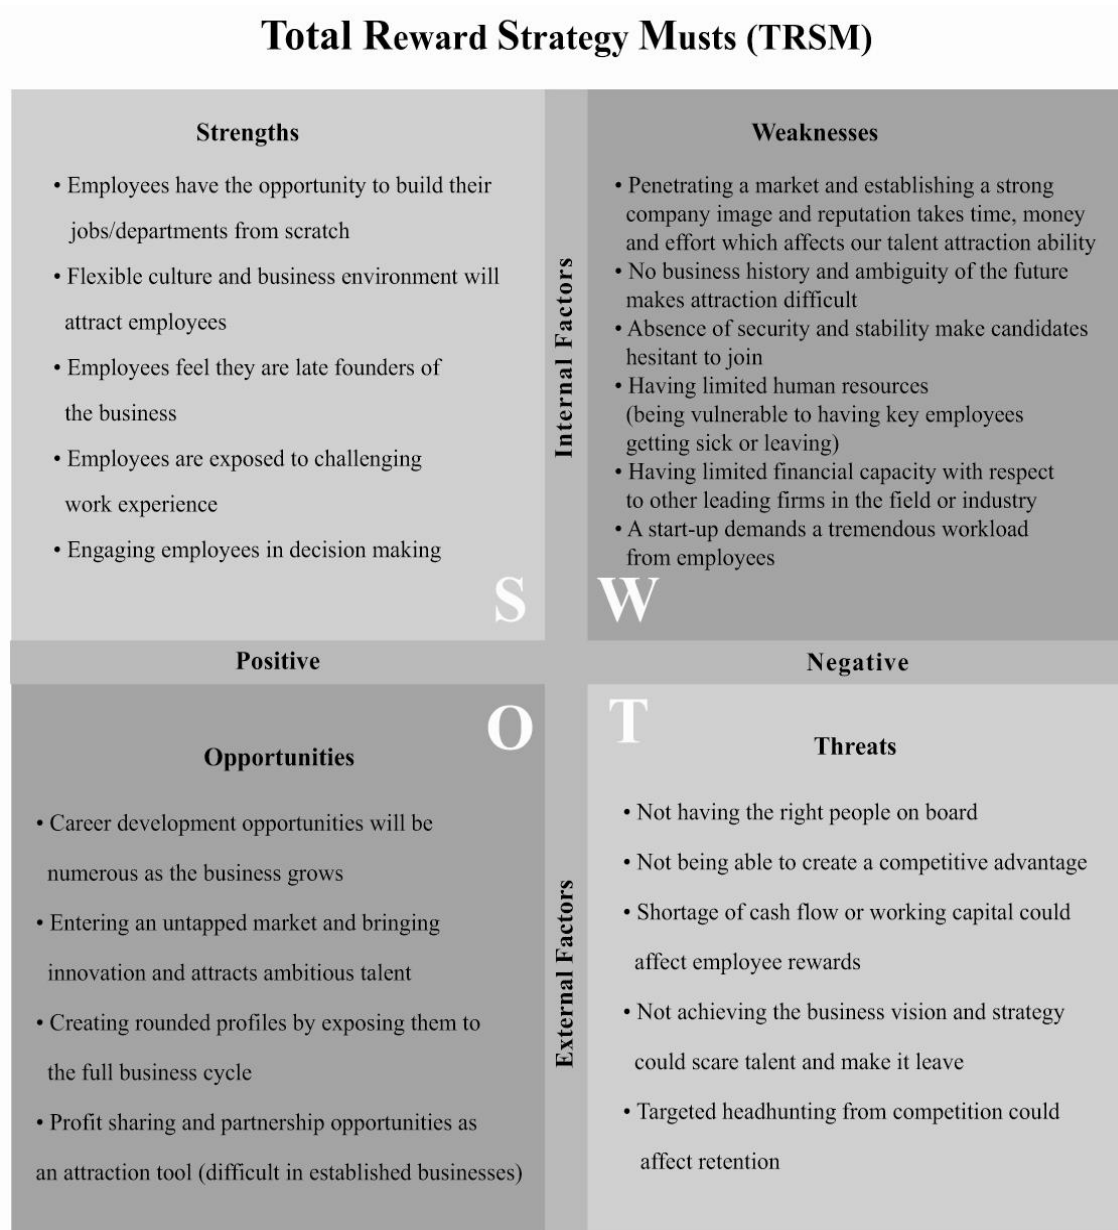 Total Reward Strategy Musts (TRSM)
Strengths
• Employees have the opportunity to build their
jobs/departments from scratch
• Flexible culture and business environment will
attract employees
• Employees feel they are late founders of
the business
• Employees are exposed to challenging
work experience
• Engaging employees in decision making
S
Internal Factors
Weaknesses
• Penetrating a market and establishing a strong
company image and reputation takes time, money
and effort which affects our talent attraction ability
• No business history and ambiguity of the future
makes attraction difficult
• Absence of security and stability make candidates
hesitant to join
• Having limited human resources
(being vulnerable to having key employees
getting sick or leaving)
• Having limited financial capacity with respect
to other leading firms in the field or industry
• A start-up demands a tremendous workload
from employees
W
Positive
Negative
O
Opportunities
• Career development opportunities will be
numerous as the business grows
• Entering an untapped market and bringing
innovation and attracts ambitious talent
• Creating rounded profiles by exposing them to
the full business cycle
• Profit sharing and partnership opportunities as
an attraction tool (difficult in established businesses)
External Factors
T
Threats
• Not having the right people on board
• Not being able to create a competitive advantage
• Shortage of cash flow or working capital could
affect employee rewards
• Not achieving the business vision and strategy
could scare talent and make it leave
• Targeted headhunting from competition could
affect retention